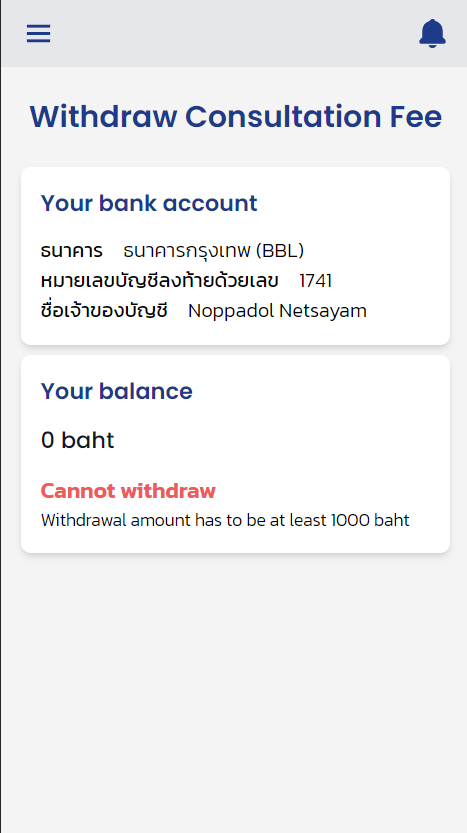 Withdraw Consultation Fee
Your bank account
ธนาคาร ธนาคารกรุงเทพ (BBL)
หมายเลขบัญชีลงท้ายด้วยเลข 1741
ชื่อเจ้าของบัญชี Noppadol Netsayam
Your balance
0 baht
Cannot withdraw
Withdrawal amount has to be at least 1000 baht